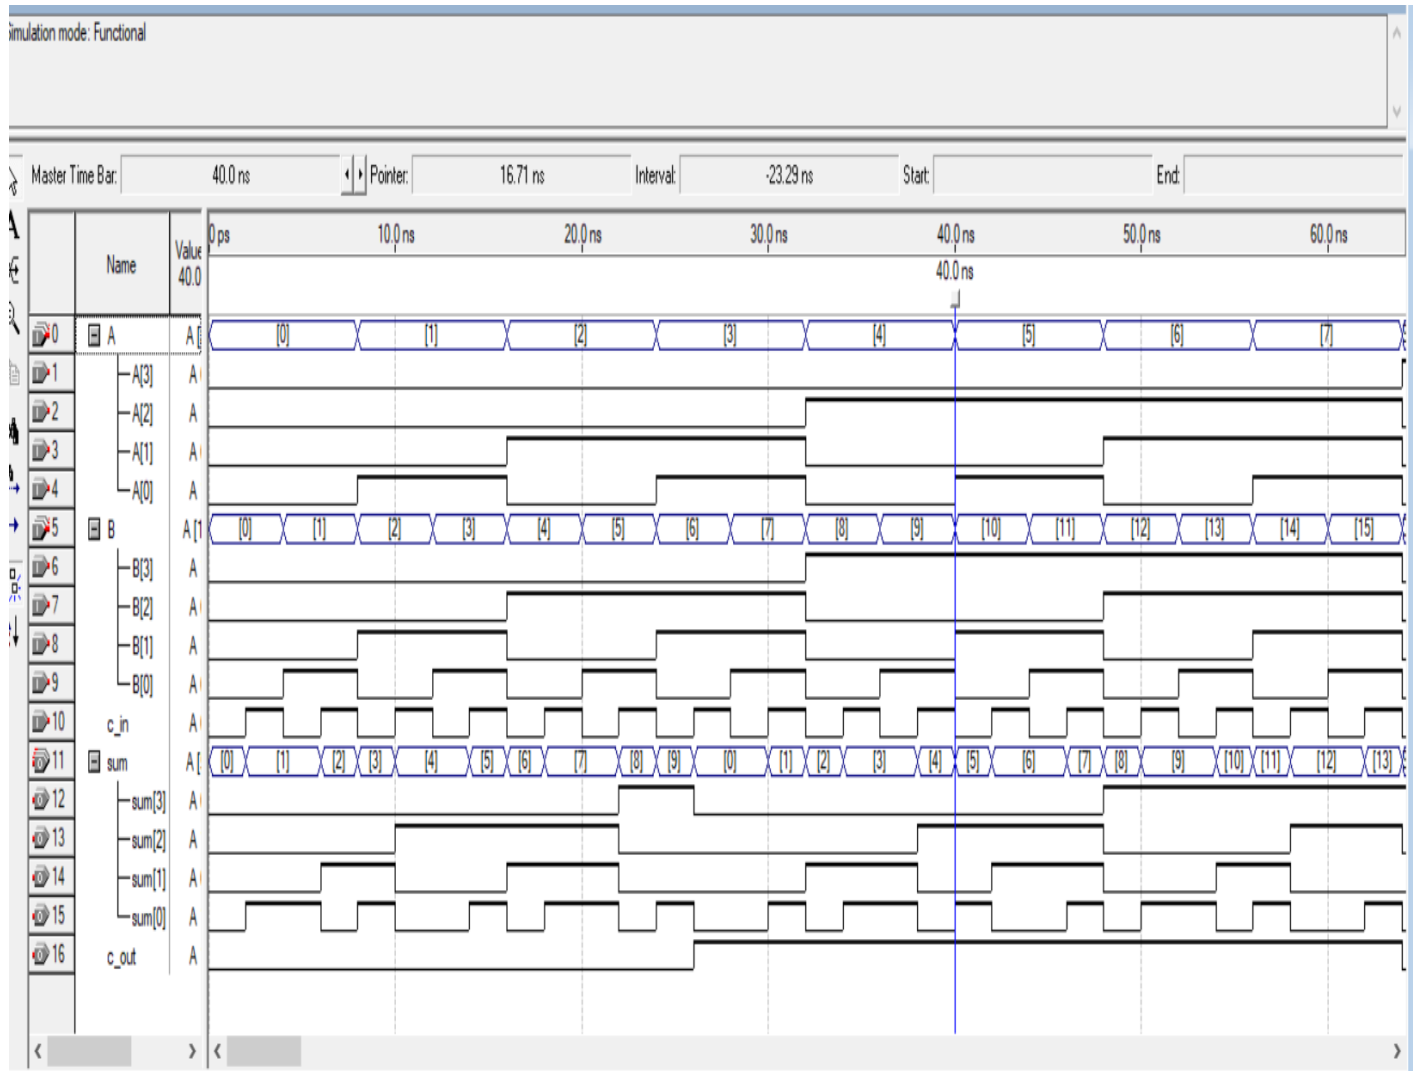 Simulation mode: Functional
Master Time Bar: 40.0 ns Pointer: 16.71 ns Interval: -23.29 ns Start: End:
Name Value 0 ps 10.0 ns 20.0 ns 30.0 ns 40.0 ns 50.0 ns 60.0 ns
40.0 40.0 ns
0 A A [ [0] [1] [2] [3] [4] [5] [6] [7]
1 A[3] A
2 A[2] A
3 A[1] A
4 A[0] A
5 B A [1 [0] [1] [2] [3] [4] [5] [6] [7] [8] [9] [10] [11] [12] [13] [14] [15]
6 B[3] A
7 B[2] A
8 B[1] A
9 B[0] A
10 c_in A
11 sum A [ [0] [1] [2] [3] [4] [5] [6] [7] [8] [9] [0] [1] [2] [3] [4] [5] [6] [7] [8] [9] [10] [11] [12] [13]
12 sum[3] A
13 sum[2] A
14 sum[1] A
15 sum[0] A
16 c_out A